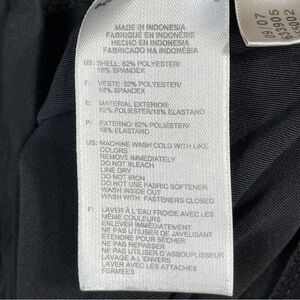 MADE IN INDONESIA
FABRIQUÉ EN INDONÉSIE
HECHO EN INDONESIA
FABRICADO NA INDONÉSIA
US: SHELL: 82% POLYESTER/
18% SPANDEX
F: VESTE: 82% POLYESTER/
18% SPANDEX
E: MATERIAL EXTERIOR:
82% POLIÉSTER/18% ELASTANO
P: EXTERNO: 82% POLIÉSTER/
18% ELASTANO
US: MACHINE WASH COLD WITH LIKE
COLORS
REMOVE IMMEDIATELY
DO NOT BLEACH
LINE DRY
DO NOT IRON
DO NOT USE FABRIC SOFTENER
WASH INSIDE OUT
WASH WITH FASTENERS CLOSED
F: LAVER À L'EAU FROIDE AVEC LES
MÊME COULEURS
ENLEVER IMMÉDIATEMENT
NE PAS UTILISER DE JAVELLISANT
ÉTENDRE POUR SÉCHER
NE PAS REPASSER
NE PAS UTILISER D'ASSOUPLISSEUR
LAVAGE À L'ENVERS
LAVER AVEC LES ATTACHES
FERMÉES